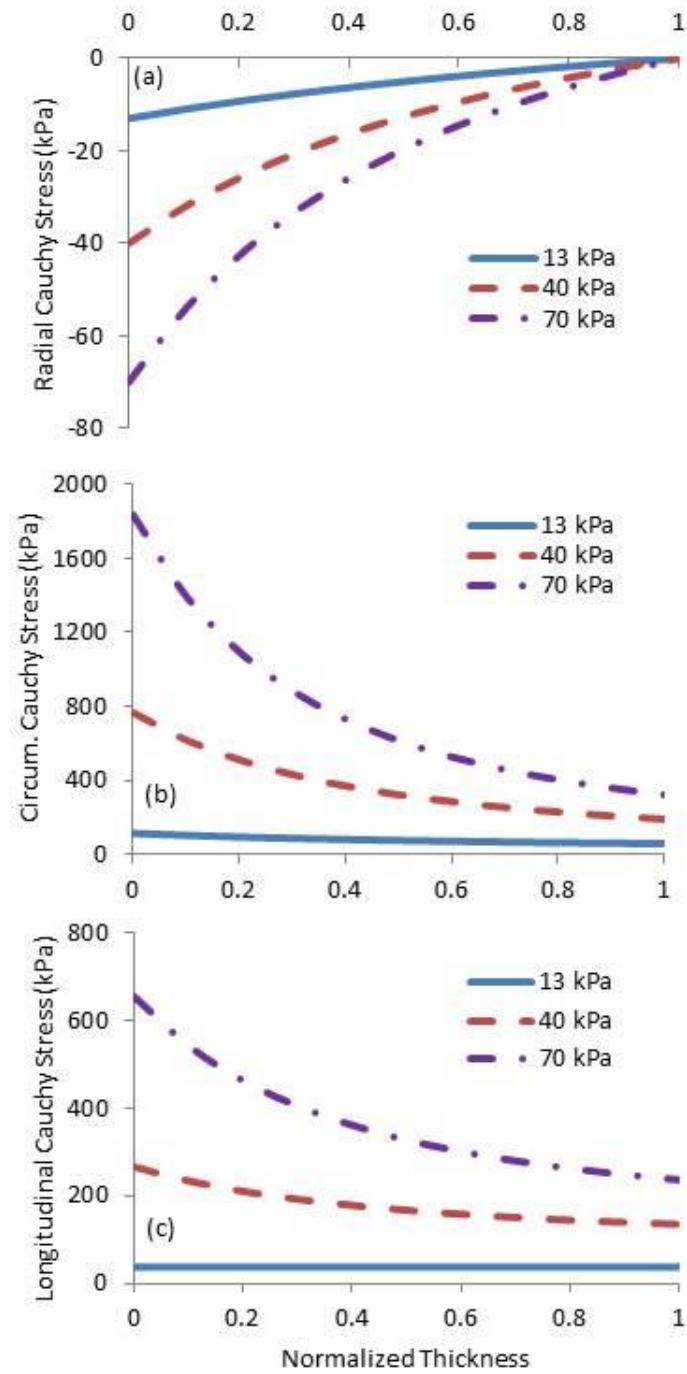 0 0.2 0.4 0.6 0.8 1
0
(a)
-20
-40
-60
-80
Radial Cauchy Stress (kPa)
13 kPa
40 kPa
70 kPa
2000
1600
1200
800
400
0
Circum. Cauchy Stress (kPa)
13 kPa
40 kPa
70 kPa
(b)
0 0.2 0.4 0.6 0.8 1
800
600
400
200
0
Longitudinal Cauchy Stress (kPa)
13 kPa
40 kPa
70 kPa
(c)
0 0.2 0.4 0.6 0.8 1
Normalized Thickness